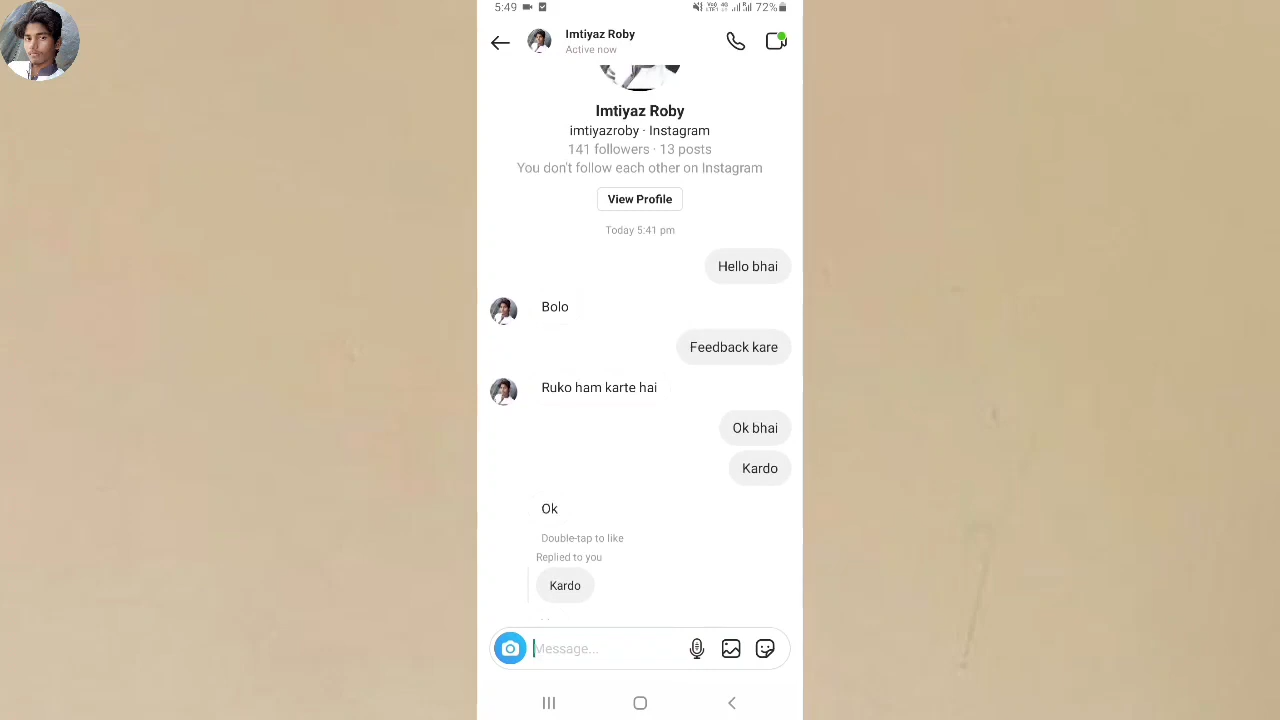 5:49
72%
Imtiyaz Roby
Active now
Imtiyaz Roby
imtiyazroby · Instagram
141 followers · 13 posts
You don't follow each other on Instagram
View Profile
Today 5:41 pm
Hello bhai
Bolo
Feedback kare
Ruko ham karte hai
Ok bhai
Kardo
Ok
Double-tap to like
Replied to you
Kardo
Message...